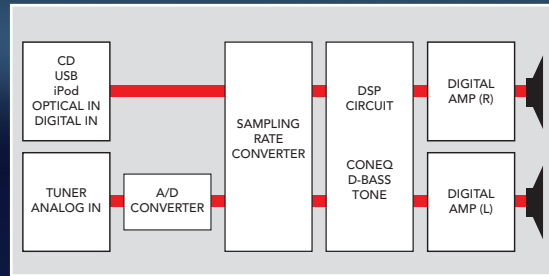 CD
USB
iPod
OPTICAL IN
DIGITAL IN
TUNER
ANALOG IN
A/D
CONVERTER
SAMPLING
RATE
CONVERTER
DSP
CIRCUIT
CONEQ
D-BASS
TONE
DIGITAL
AMP (R)
DIGITAL
AMP (L)